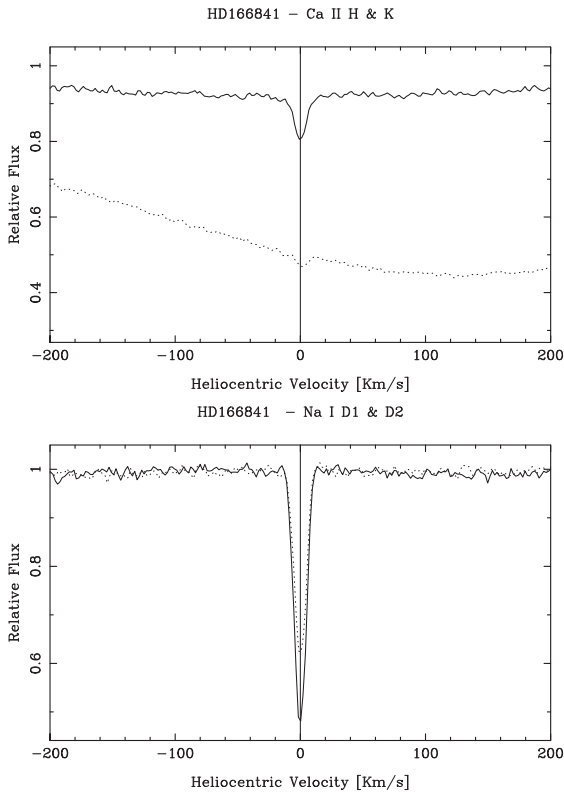 HD166841 – Ca II H & K
1
0.8
0.6
0.4
Relative Flux
−200 −100 0 100 200
Heliocentric Velocity [Km/s]
HD166841 – Na I D1 & D2
1
0.8
0.6
Relative Flux
−200 −100 0 100 200
Heliocentric Velocity [Km/s]